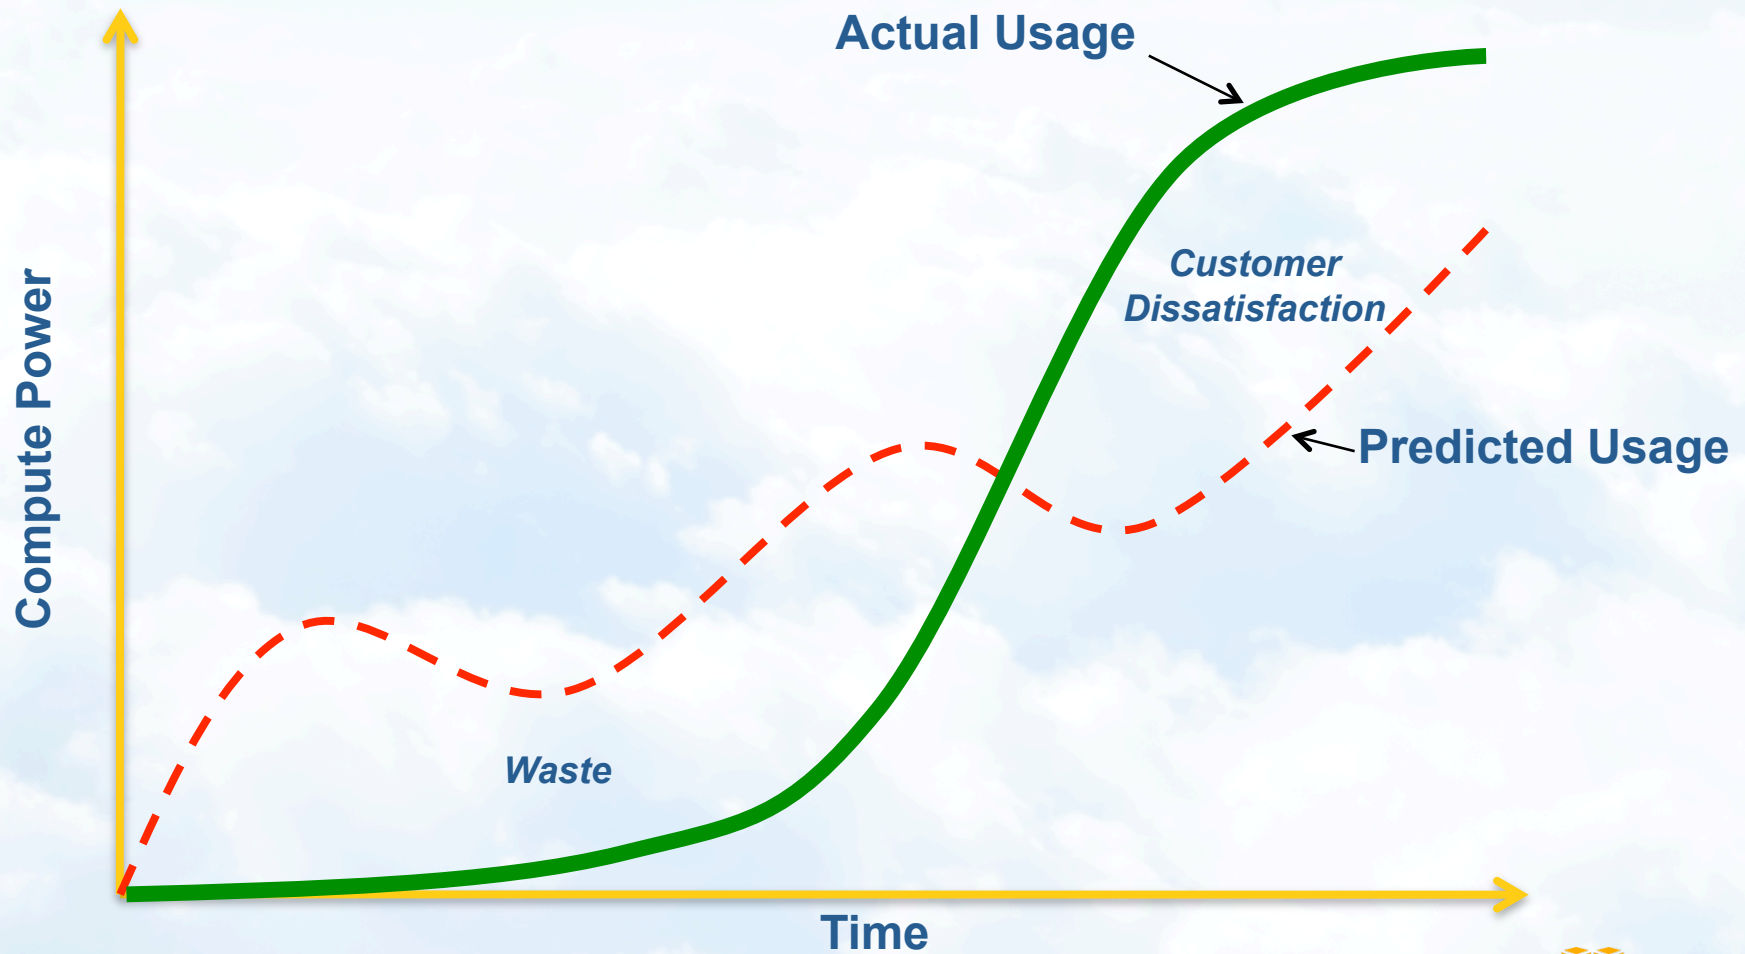 Actual Usage
Customer
Dissatisfaction
Predicted Usage
Compute Power
Waste
Time